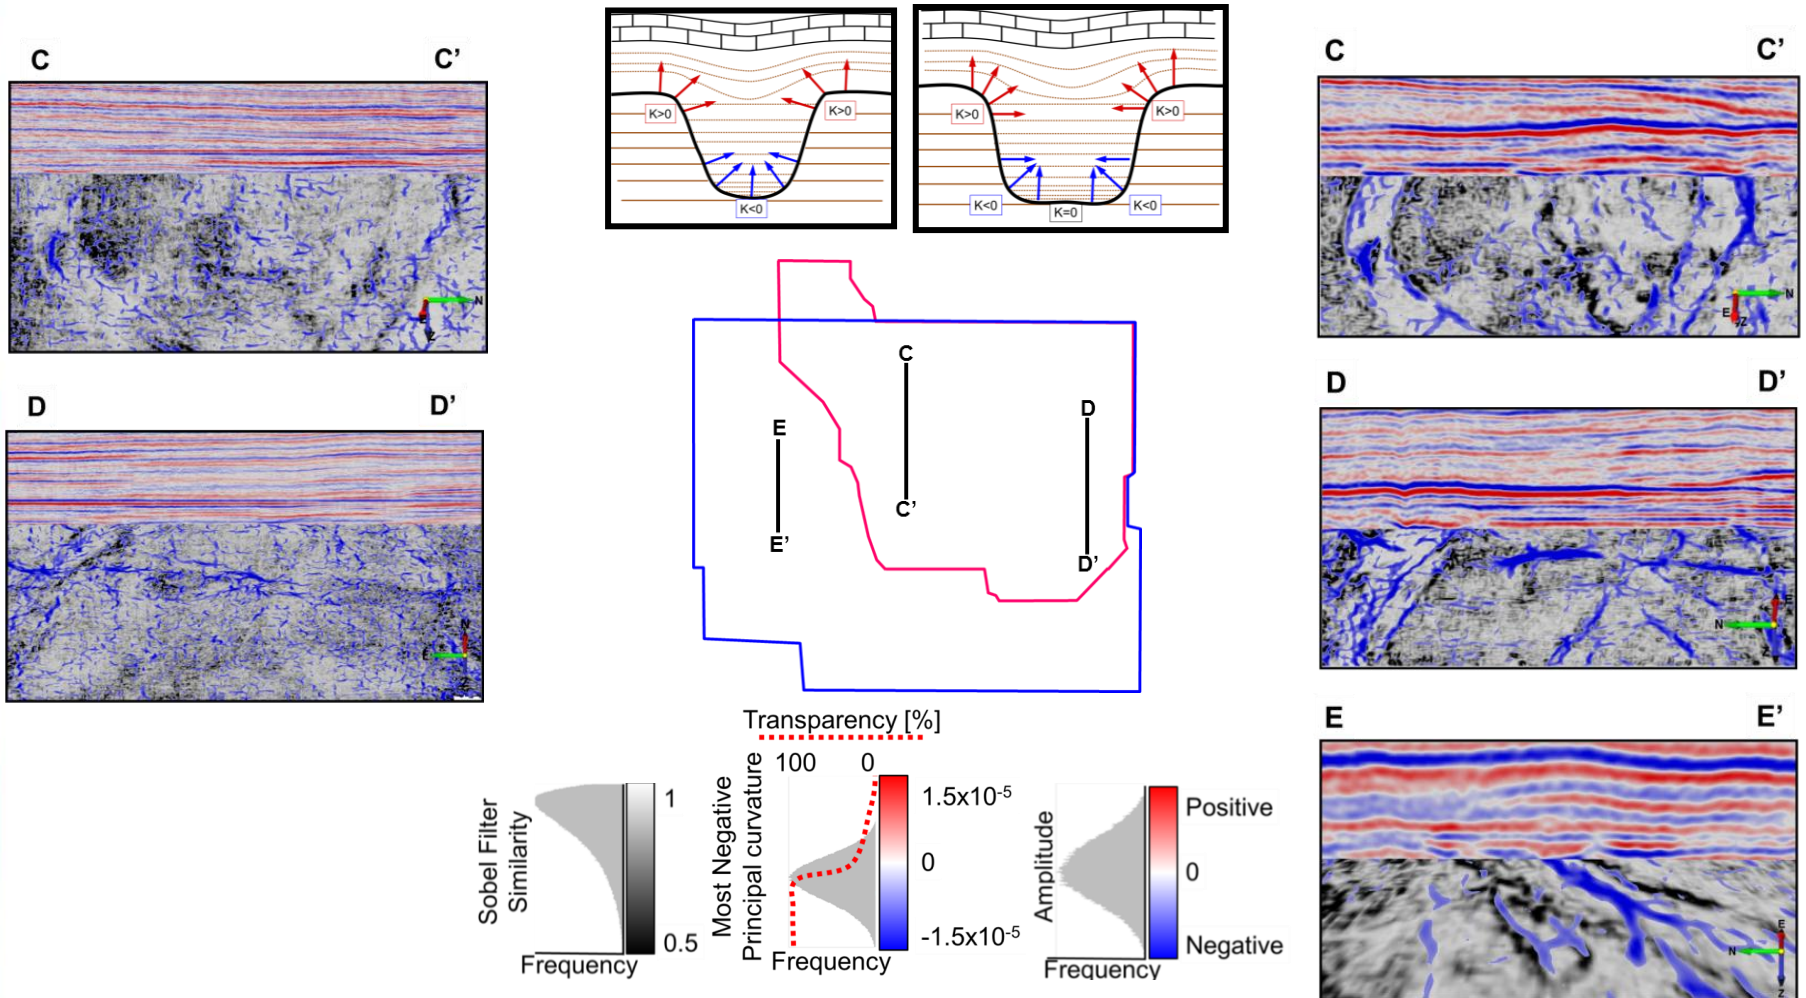 C
C'
K>0
K>0
K<0
K>0
K>0
K<0
K=0
K<0
C
C'
N
E
Z
N
E
Z
D
D'
N
E
Z
C
C'
D
D'
E
E'
D
D'
E
N
Z
E
E'
E
N
Z
Transparency [%]
100
0
Sobel Filter
Similarity
1
0.5
Frequency
Most Negative
Principal curvature
1.5x10⁻⁵
0
-1.5x10⁻⁵
Frequency
Amplitude
Positive
0
Negative
Frequency